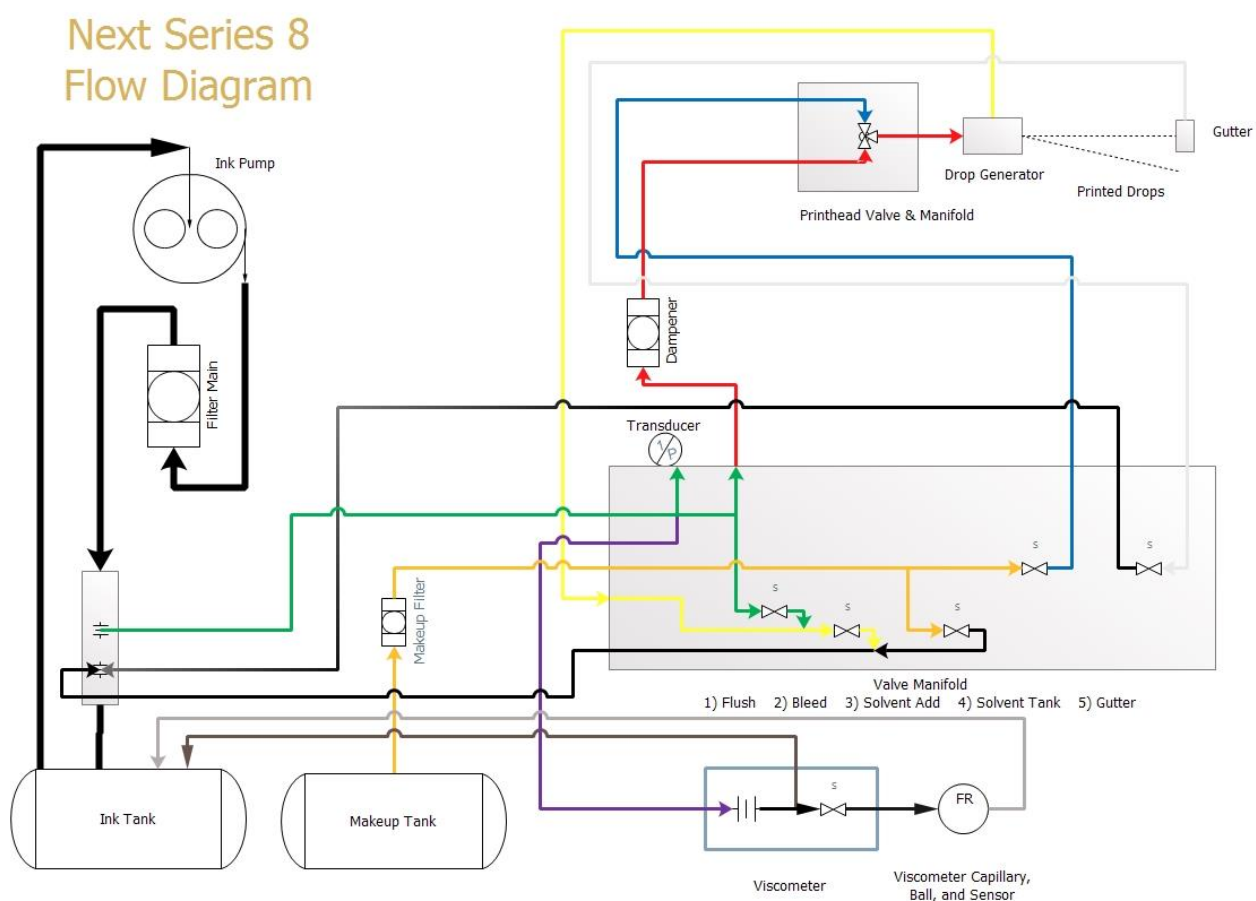 Next Series 8
Flow Diagram
Ink Pump
Gutter
Drop Generator
Printed Drops
Printhead Valve & Manifold
Dampener
Filter Main
Transducer
1/P
S
S
S
S
S
Makeup Filter
Valve Manifold
1) Flush 2) Bleed 3) Solvent Add 4) Solvent Tank 5) Gutter
S
FR
Ink Tank
Makeup Tank
Viscometer
Viscometer Capillary,
Ball, and Sensor